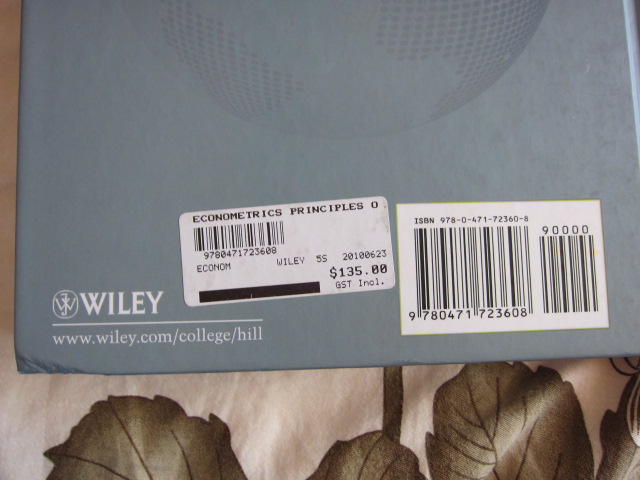 ECONOMETRICS PRINCIPLES O
9780471723608
ECONOM WILEY 5S 20100623
$135.00
GST Incl.
ISBN 978-0-471-72360-8
90000
9 780471 723608
WILEY
www.wiley.com/college/hill